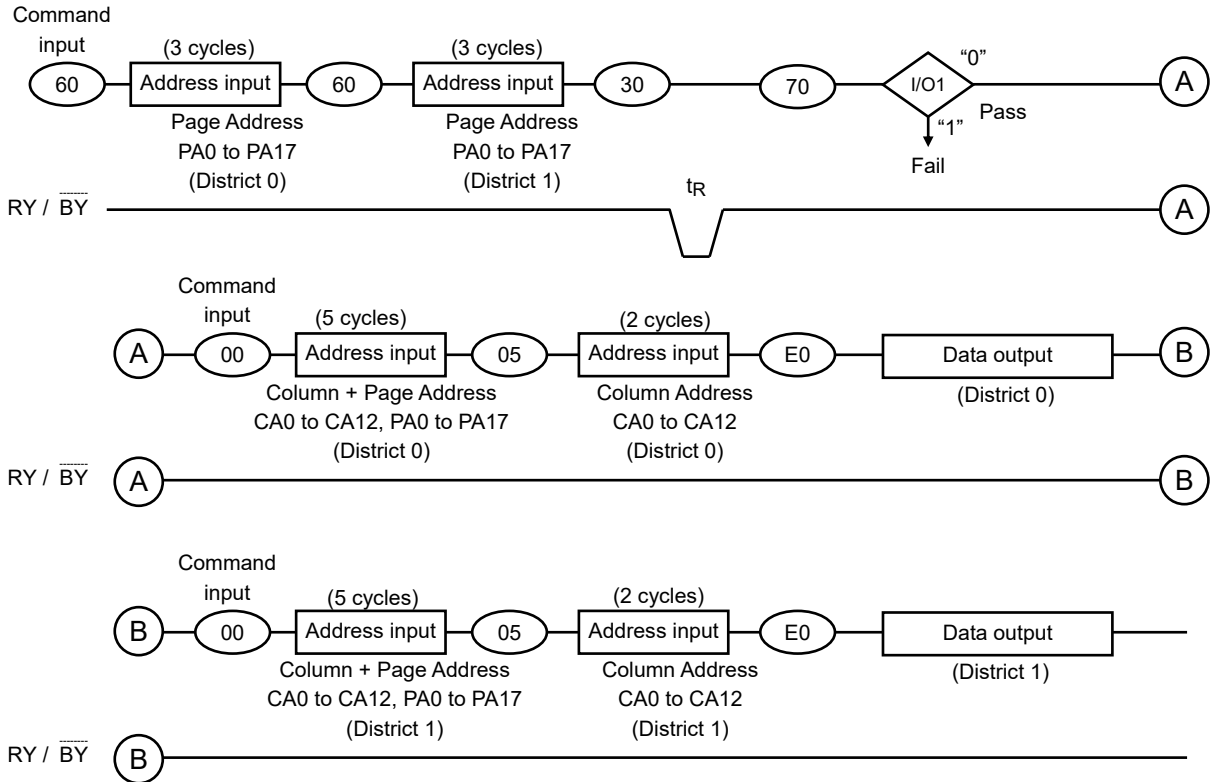 Command
input
(3 cycles)
(3 cycles)
60
Address input
60
Address input
30
70
I/O1
“0”
A
Pass
“1”
Fail
Page Address
PA0 to PA17
(District 0)
Page Address
PA0 to PA17
(District 1)
tR
RY / BY
A
Command
input
(5 cycles)
(2 cycles)
A
00
Address input
05
Address input
E0
Data output
B
Column + Page Address
CA0 to CA12, PA0 to PA17
(District 0)
Column Address
CA0 to CA12
(District 0)
(District 0)
RY / BY
A
B
Command
input
(5 cycles)
(2 cycles)
B
00
Address input
05
Address input
E0
Data output
Column + Page Address
CA0 to CA12, PA0 to PA17
(District 1)
Column Address
CA0 to CA12
(District 1)
(District 1)
RY / BY
B